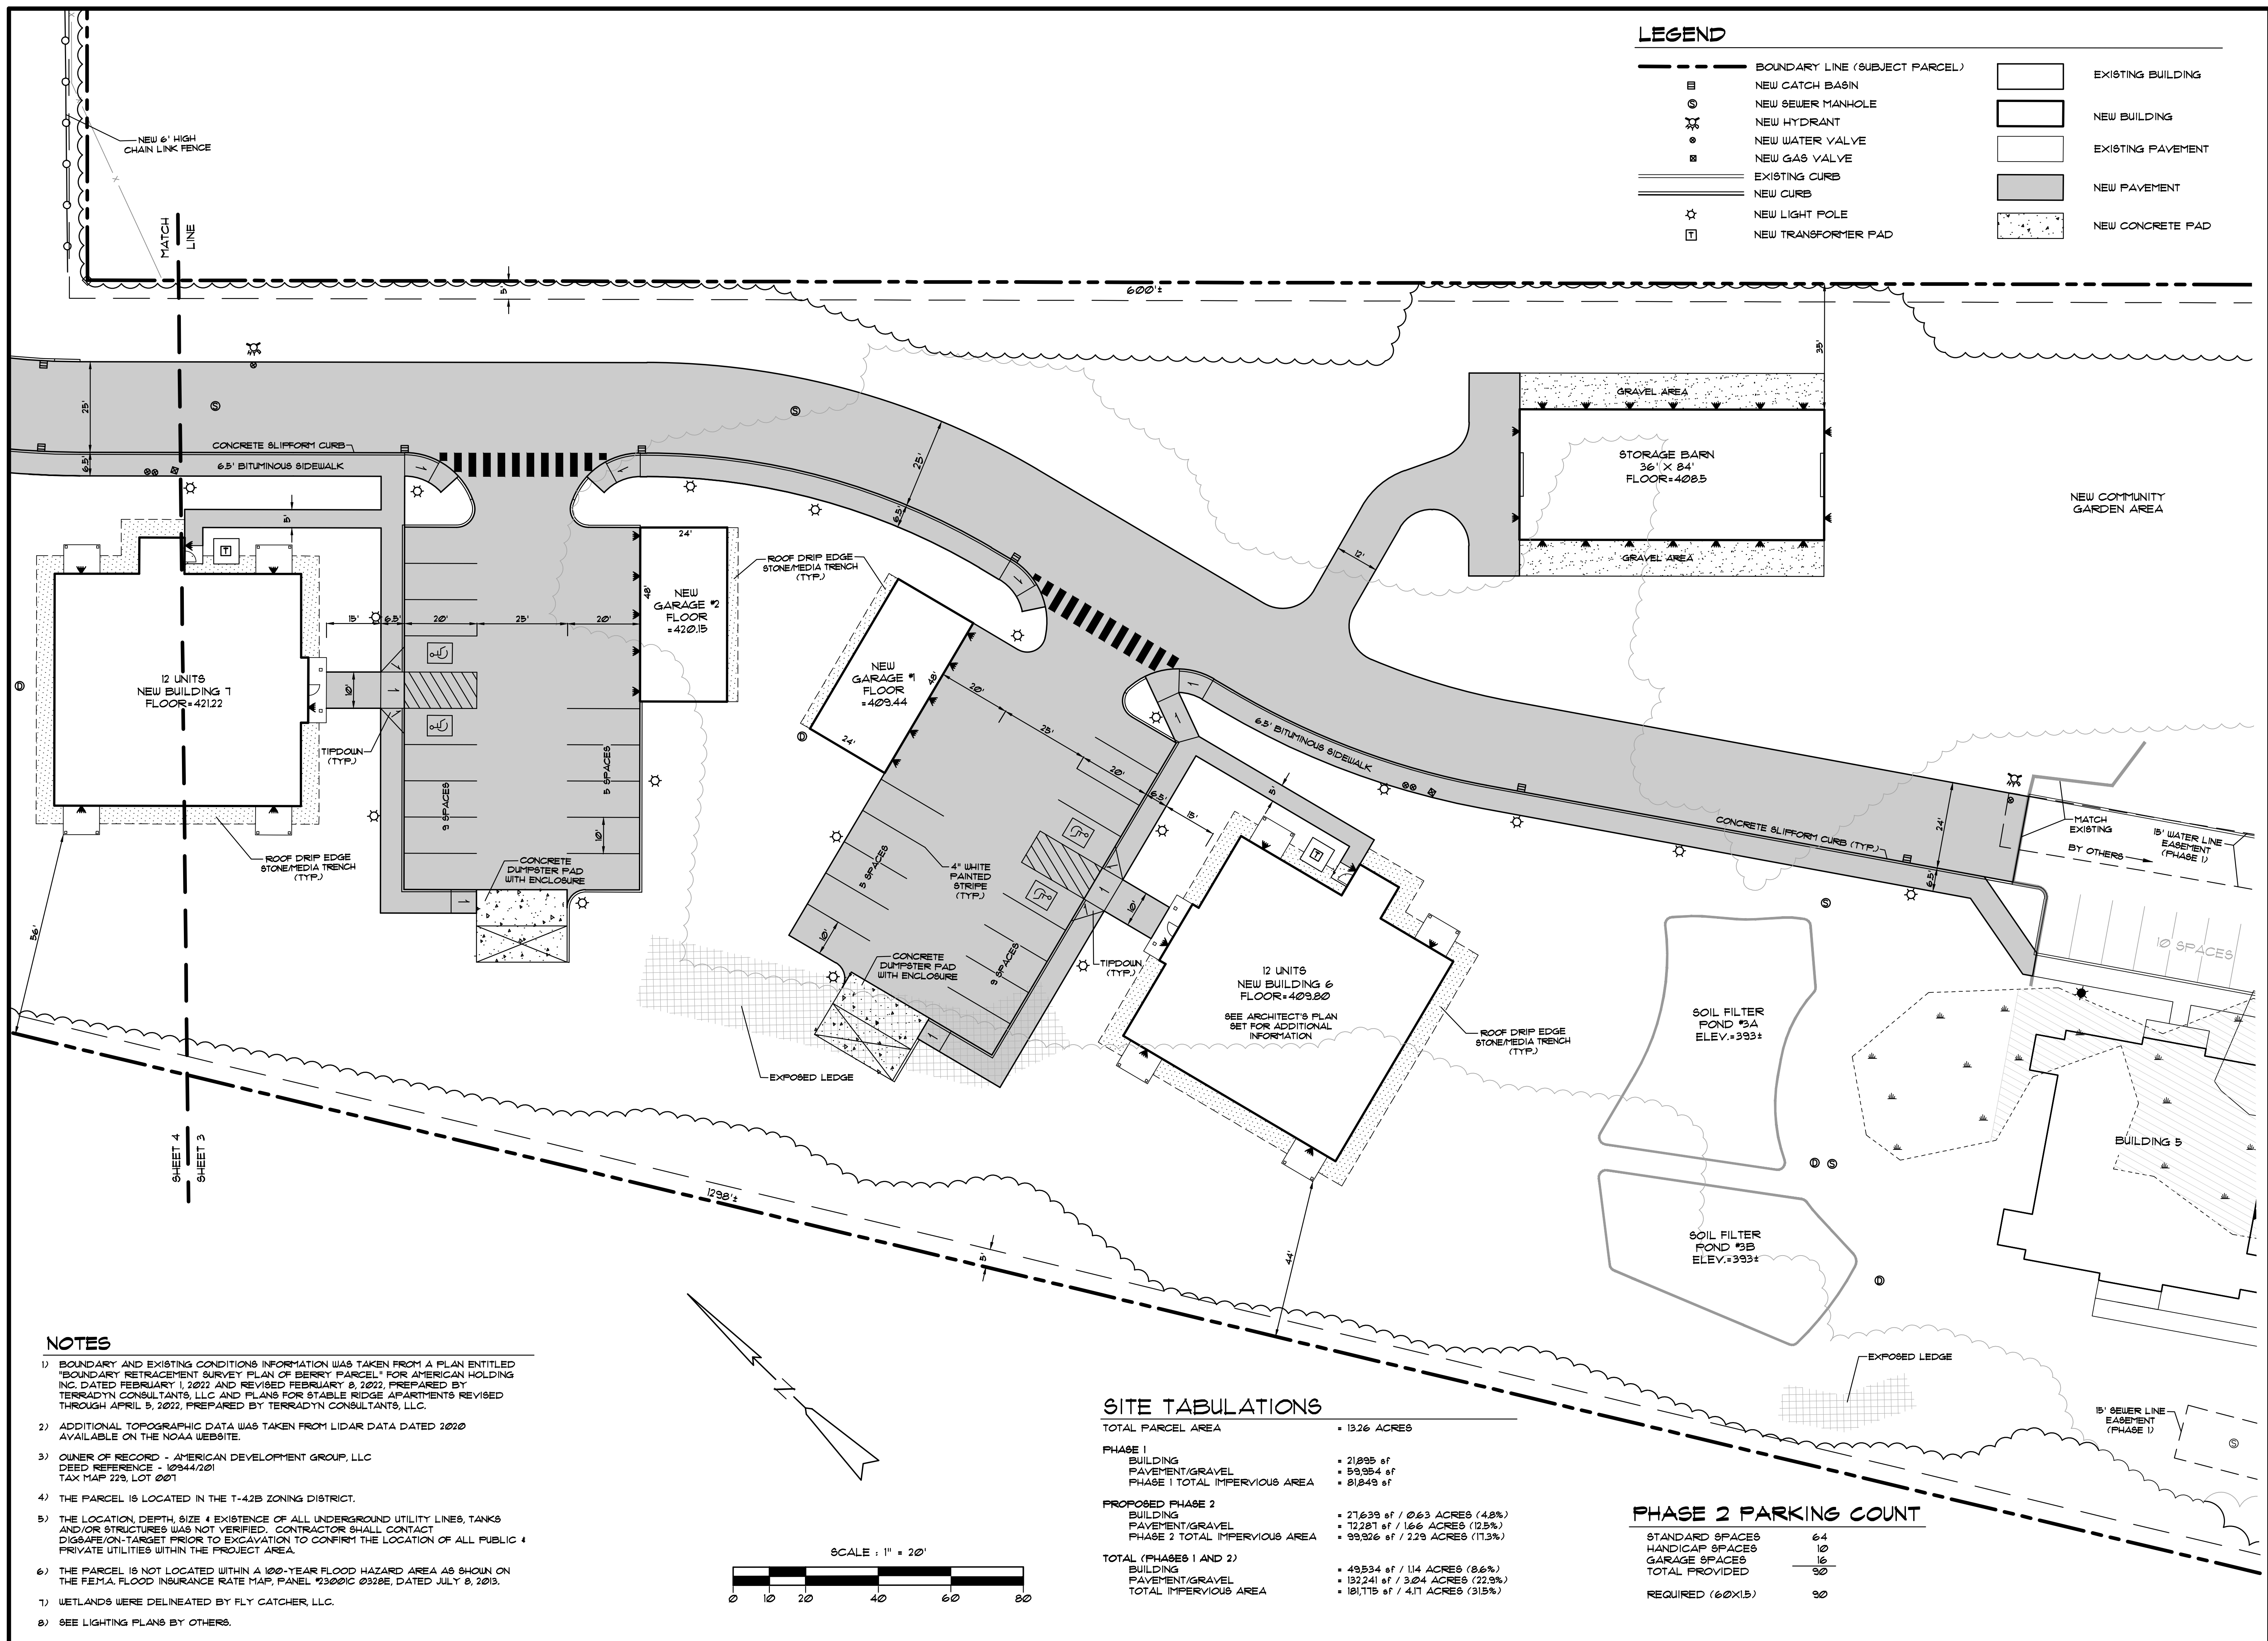 LEGEND
BOUNDARY LINE (SUBJECT PARCEL)
NEW CATCH BASIN
NEW SEWER MANHOLE
NEW HYDRANT
NEW WATER VALVE
NEW GAS VALVE
EXISTING CURB
NEW CURB
NEW LIGHT POLE
NEW TRANSFORMER PAD
EXISTING BUILDING
NEW BUILDING
EXISTING PAVEMENT
NEW PAVEMENT
NEW CONCRETE PAD
NEW 6' HIGH
CHAIN LINK FENCE
MATCH
LINE
5'
600'±
35'
25'
6.5'
CONCRETE SLIPFORM CURB
6.5' BITUMINOUS SIDEWALK
5'
T
25'
6.5'
GRAVEL AREA
STORAGE BARN
36' X 84'
FLOOR=408.5
GRAVEL AREA
NEW COMMUNITY
GARDEN AREA
12'
24'
48'
NEW
GARAGE #2
FLOOR
=420.15
ROOF DRIP EDGE
STONE/MEDIA TRENCH
(TYP.)
15'
6.5'
20'
25'
20'
12 UNITS
NEW BUILDING 7
FLOOR=421.22
10'
TIPDOWN
(TYP.)
9 SPACES
5 SPACES
10'
NEW
GARAGE #1
FLOOR
=409.44
48'
24'
20'
25'
20'
6.5'
15'
5'
T
6.5' BITUMINOUS SIDEWALK
CONCRETE SLIPFORM CURB (TYP.)
24'
6.5'
MATCH
EXISTING
BY OTHERS
15' WATER LINE
EASEMENT
(PHASE 1)
ROOF DRIP EDGE
STONE/MEDIA TRENCH
(TYP.)
CONCRETE
DUMPSTER PAD
WITH ENCLOSURE
4" WHITE
PAINTED
STRIPE
(TYP.)
5 SPACES
10'
9 SPACES
10'
TIPDOWN
(TYP.)
CONCRETE
DUMPSTER PAD
WITH ENCLOSURE
12 UNITS
NEW BUILDING 6
FLOOR=409.80
SEE ARCHITECT'S PLAN
SET FOR ADDITIONAL
INFORMATION
ROOF DRIP EDGE
STONE/MEDIA TRENCH
(TYP.)
10 SPACES
SOIL FILTER
POND #3A
ELEV.=393±
BUILDING 5
SOIL FILTER
POND #3B
ELEV.=393±
56'
EXPOSED LEDGE
SHEET 4
SHEET 3
1298'±
5'
44'
EXPOSED LEDGE
15' SEWER LINE
EASEMENT
(PHASE 1)
NOTES
1) BOUNDARY AND EXISTING CONDITIONS INFORMATION WAS TAKEN FROM A PLAN ENTITLED
"BOUNDARY RETRACEMENT SURVEY PLAN OF BERRY PARCEL" FOR AMERICAN HOLDING
INC. DATED FEBRUARY 1, 2022 AND REVISED FEBRUARY 8, 2022, PREPARED BY
TERRADYN CONSULTANTS, LLC AND PLANS FOR STABLE RIDGE APARTMENTS REVISED
THROUGH APRIL 5, 2022, PREPARED BY TERRADYN CONSULTANTS, LLC.
2) ADDITIONAL TOPOGRAPHIC DATA WAS TAKEN FROM LIDAR DATA DATED 2020
AVAILABLE ON THE NOAA WEBSITE.
3) OWNER OF RECORD - AMERICAN DEVELOPMENT GROUP, LLC
DEED REFERENCE - 10944/201
TAX MAP 229, LOT 007
4) THE PARCEL IS LOCATED IN THE T-4.2B ZONING DISTRICT.
5) THE LOCATION, DEPTH, SIZE & EXISTENCE OF ALL UNDERGROUND UTILITY LINES, TANKS
AND/OR STRUCTURES WAS NOT VERIFIED. CONTRACTOR SHALL CONTACT
DIGSAFE/ON-TARGET PRIOR TO EXCAVATION TO CONFIRM THE LOCATION OF ALL PUBLIC &
PRIVATE UTILITIES WITHIN THE PROJECT AREA.
6) THE PARCEL IS NOT LOCATED WITHIN A 100-YEAR FLOOD HAZARD AREA AS SHOWN ON
THE F.E.M.A. FLOOD INSURANCE RATE MAP, PANEL #23001C 0328E, DATED JULY 8, 2013.
7) WETLANDS WERE DELINEATED BY FLY CATCHER, LLC.
8) SEE LIGHTING PLANS BY OTHERS.
SCALE : 1" = 20'
0 10 20 40 60 80
SITE TABULATIONS
TOTAL PARCEL AREA = 13.26 ACRES
PHASE 1
BUILDING = 21,895 sf
PAVEMENT/GRAVEL = 59,954 sf
PHASE 1 TOTAL IMPERVIOUS AREA = 81,849 sf
PROPOSED PHASE 2
BUILDING = 27,639 sf / 0.63 ACRES (4.8%)
PAVEMENT/GRAVEL = 72,287 sf / 1.66 ACRES (12.5%)
PHASE 2 TOTAL IMPERVIOUS AREA = 99,926 sf / 2.29 ACRES (17.3%)
TOTAL (PHASES 1 AND 2)
BUILDING = 49,534 sf / 1.14 ACRES (8.6%)
PAVEMENT/GRAVEL = 132,241 sf / 3.04 ACRES (22.9%)
TOTAL IMPERVIOUS AREA = 181,775 sf / 4.17 ACRES (31.5%)
PHASE 2 PARKING COUNT
STANDARD SPACES 64
HANDICAP SPACES 10
GARAGE SPACES 16
TOTAL PROVIDED 90
REQUIRED (60X1.5) 90